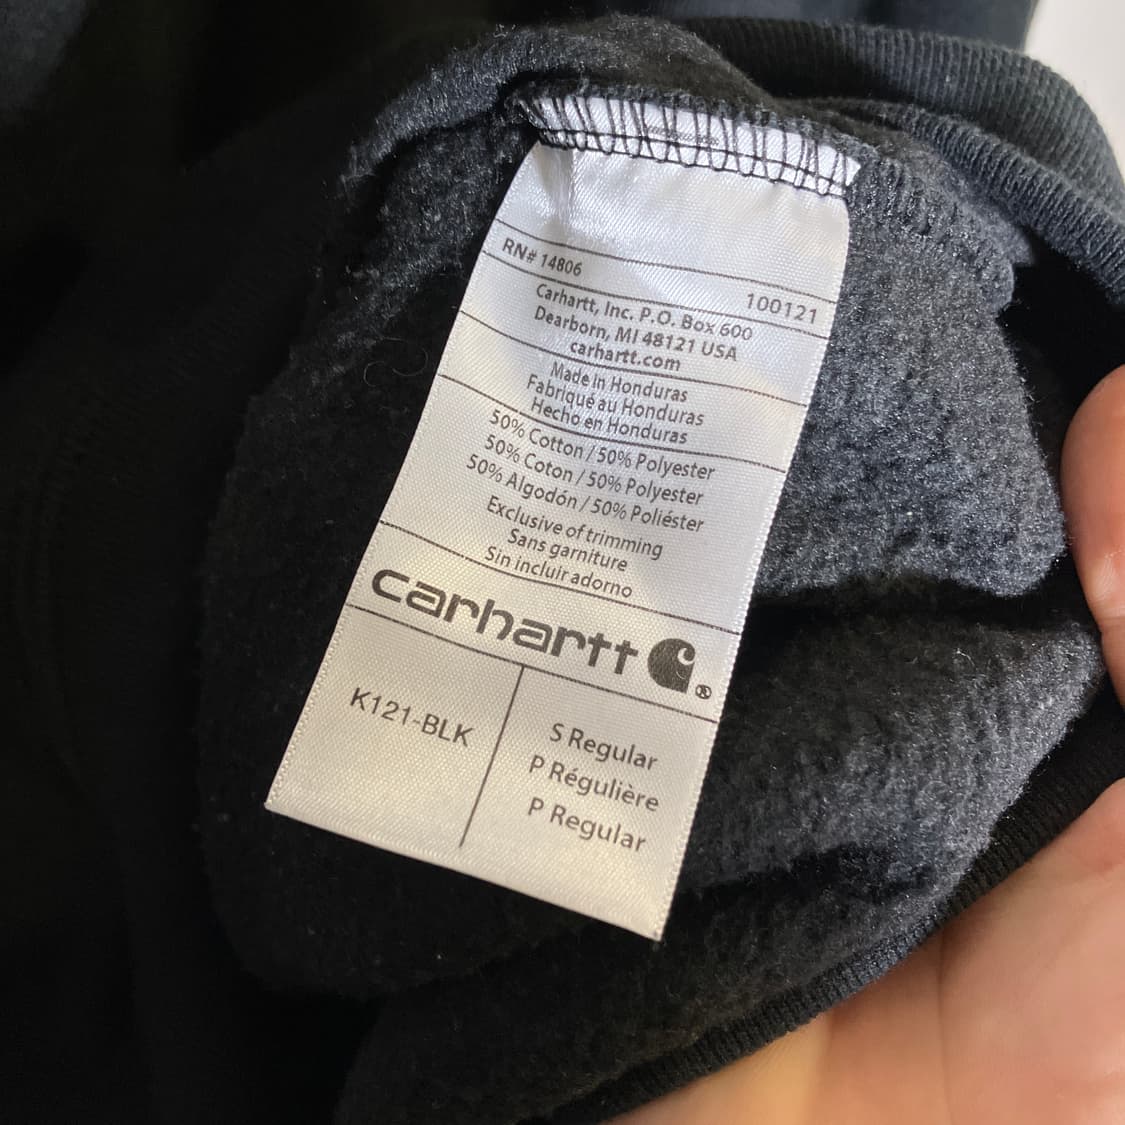 RN# 14806
100121
Carhartt, Inc. P.O. Box 600
Dearborn, MI 48121 USA
carhartt.com
Made in Honduras
Fabriqué au Honduras
Hecho en Honduras
50% Cotton / 50% Polyester
50% Coton / 50% Polyester
50% Algodón / 50% Poliéster
Exclusive of trimming
Sans garniture
Sin incluir adorno
carhartt ®
K121-BLK
S Regular
P Régulière
P Regular